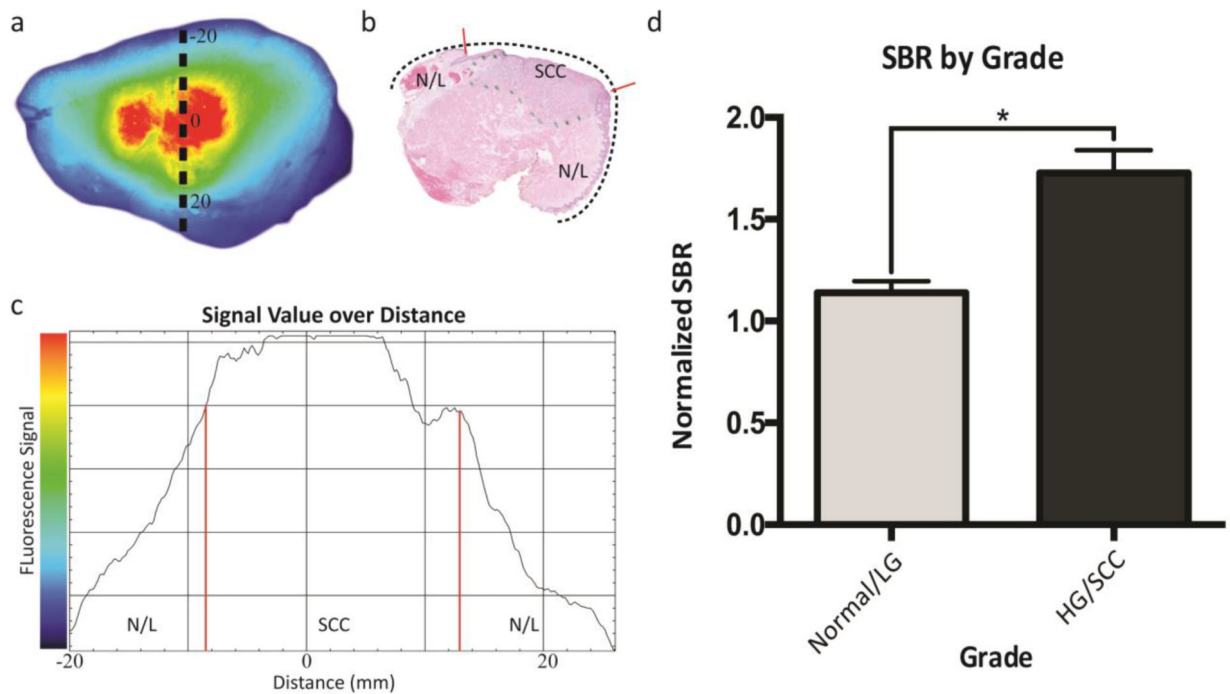 a
-20
0
20
b
N/L
SCC
N/L
c
Signal Value over Distance
FLuorescence Signal
N/L
SCC
N/L
-20
0
20
Distance (mm)
d
SBR by Grade
*
Normalized SBR
2.0
1.5
1.0
0.5
0.0
Normal/LG
HG/SCC
Grade